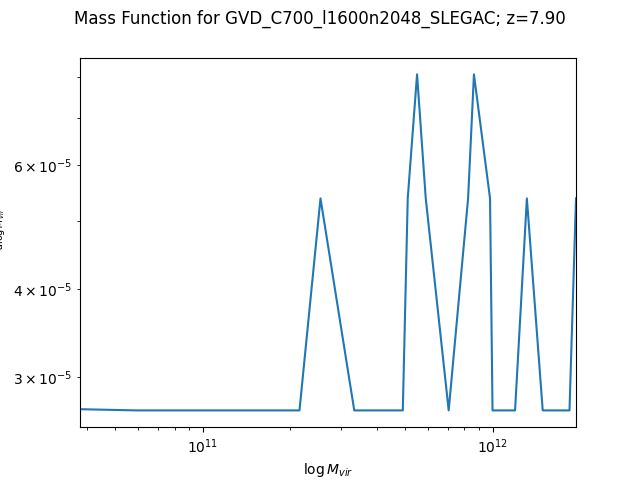 Mass Function for GVD_C700_l1600n2048_SLEGAC; z=7.90
6 × 10⁻⁵
4 × 10⁻⁵
3 × 10⁻⁵
10¹¹ 10¹²
log M_vir